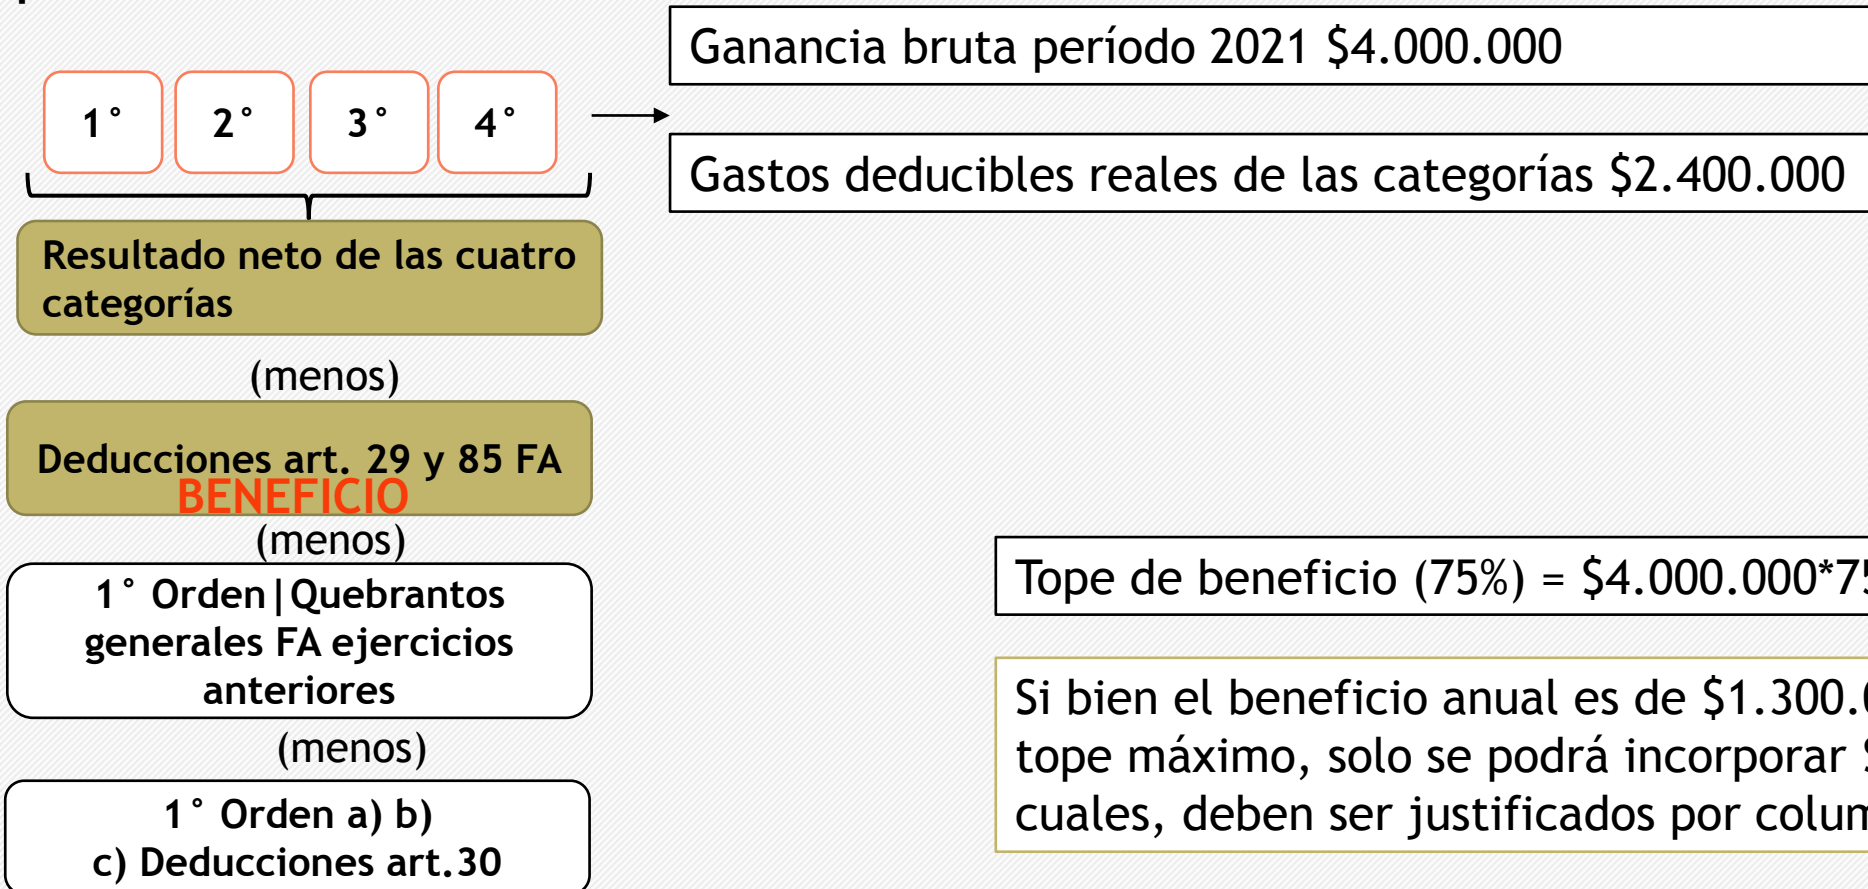 1° 2° 3° 4°
Resultado neto de las cuatro
categorías
(menos)
Deducciones art. 29 y 85 FA
BENEFICIO
(menos)
1° Orden|Quebrantos
generales FA ejercicios
anteriores
(menos)
1° Orden a) b)
c) Deducciones art.30
Ganancia bruta período 2021 $4.000.000
Gastos deducibles reales de las categorías $2.400.000
Tope de beneficio (75%) = $4.000.000*7
Si bien el beneficio anual es de $1.300.
tope máximo, solo se podrá incorporar
cuales, deben ser justificados por